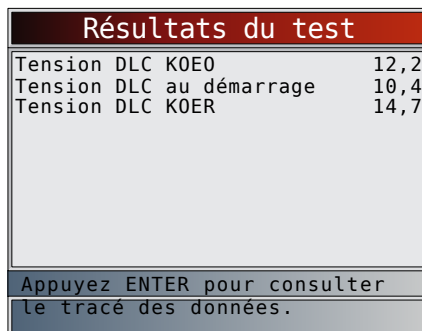 Résultats du test
Tension DLC KOEO 12,2
Tension DLC au démarrage 10,4
Tension DLC KOER 14,7
Appuyez ENTER pour consulter
le tracé des données.